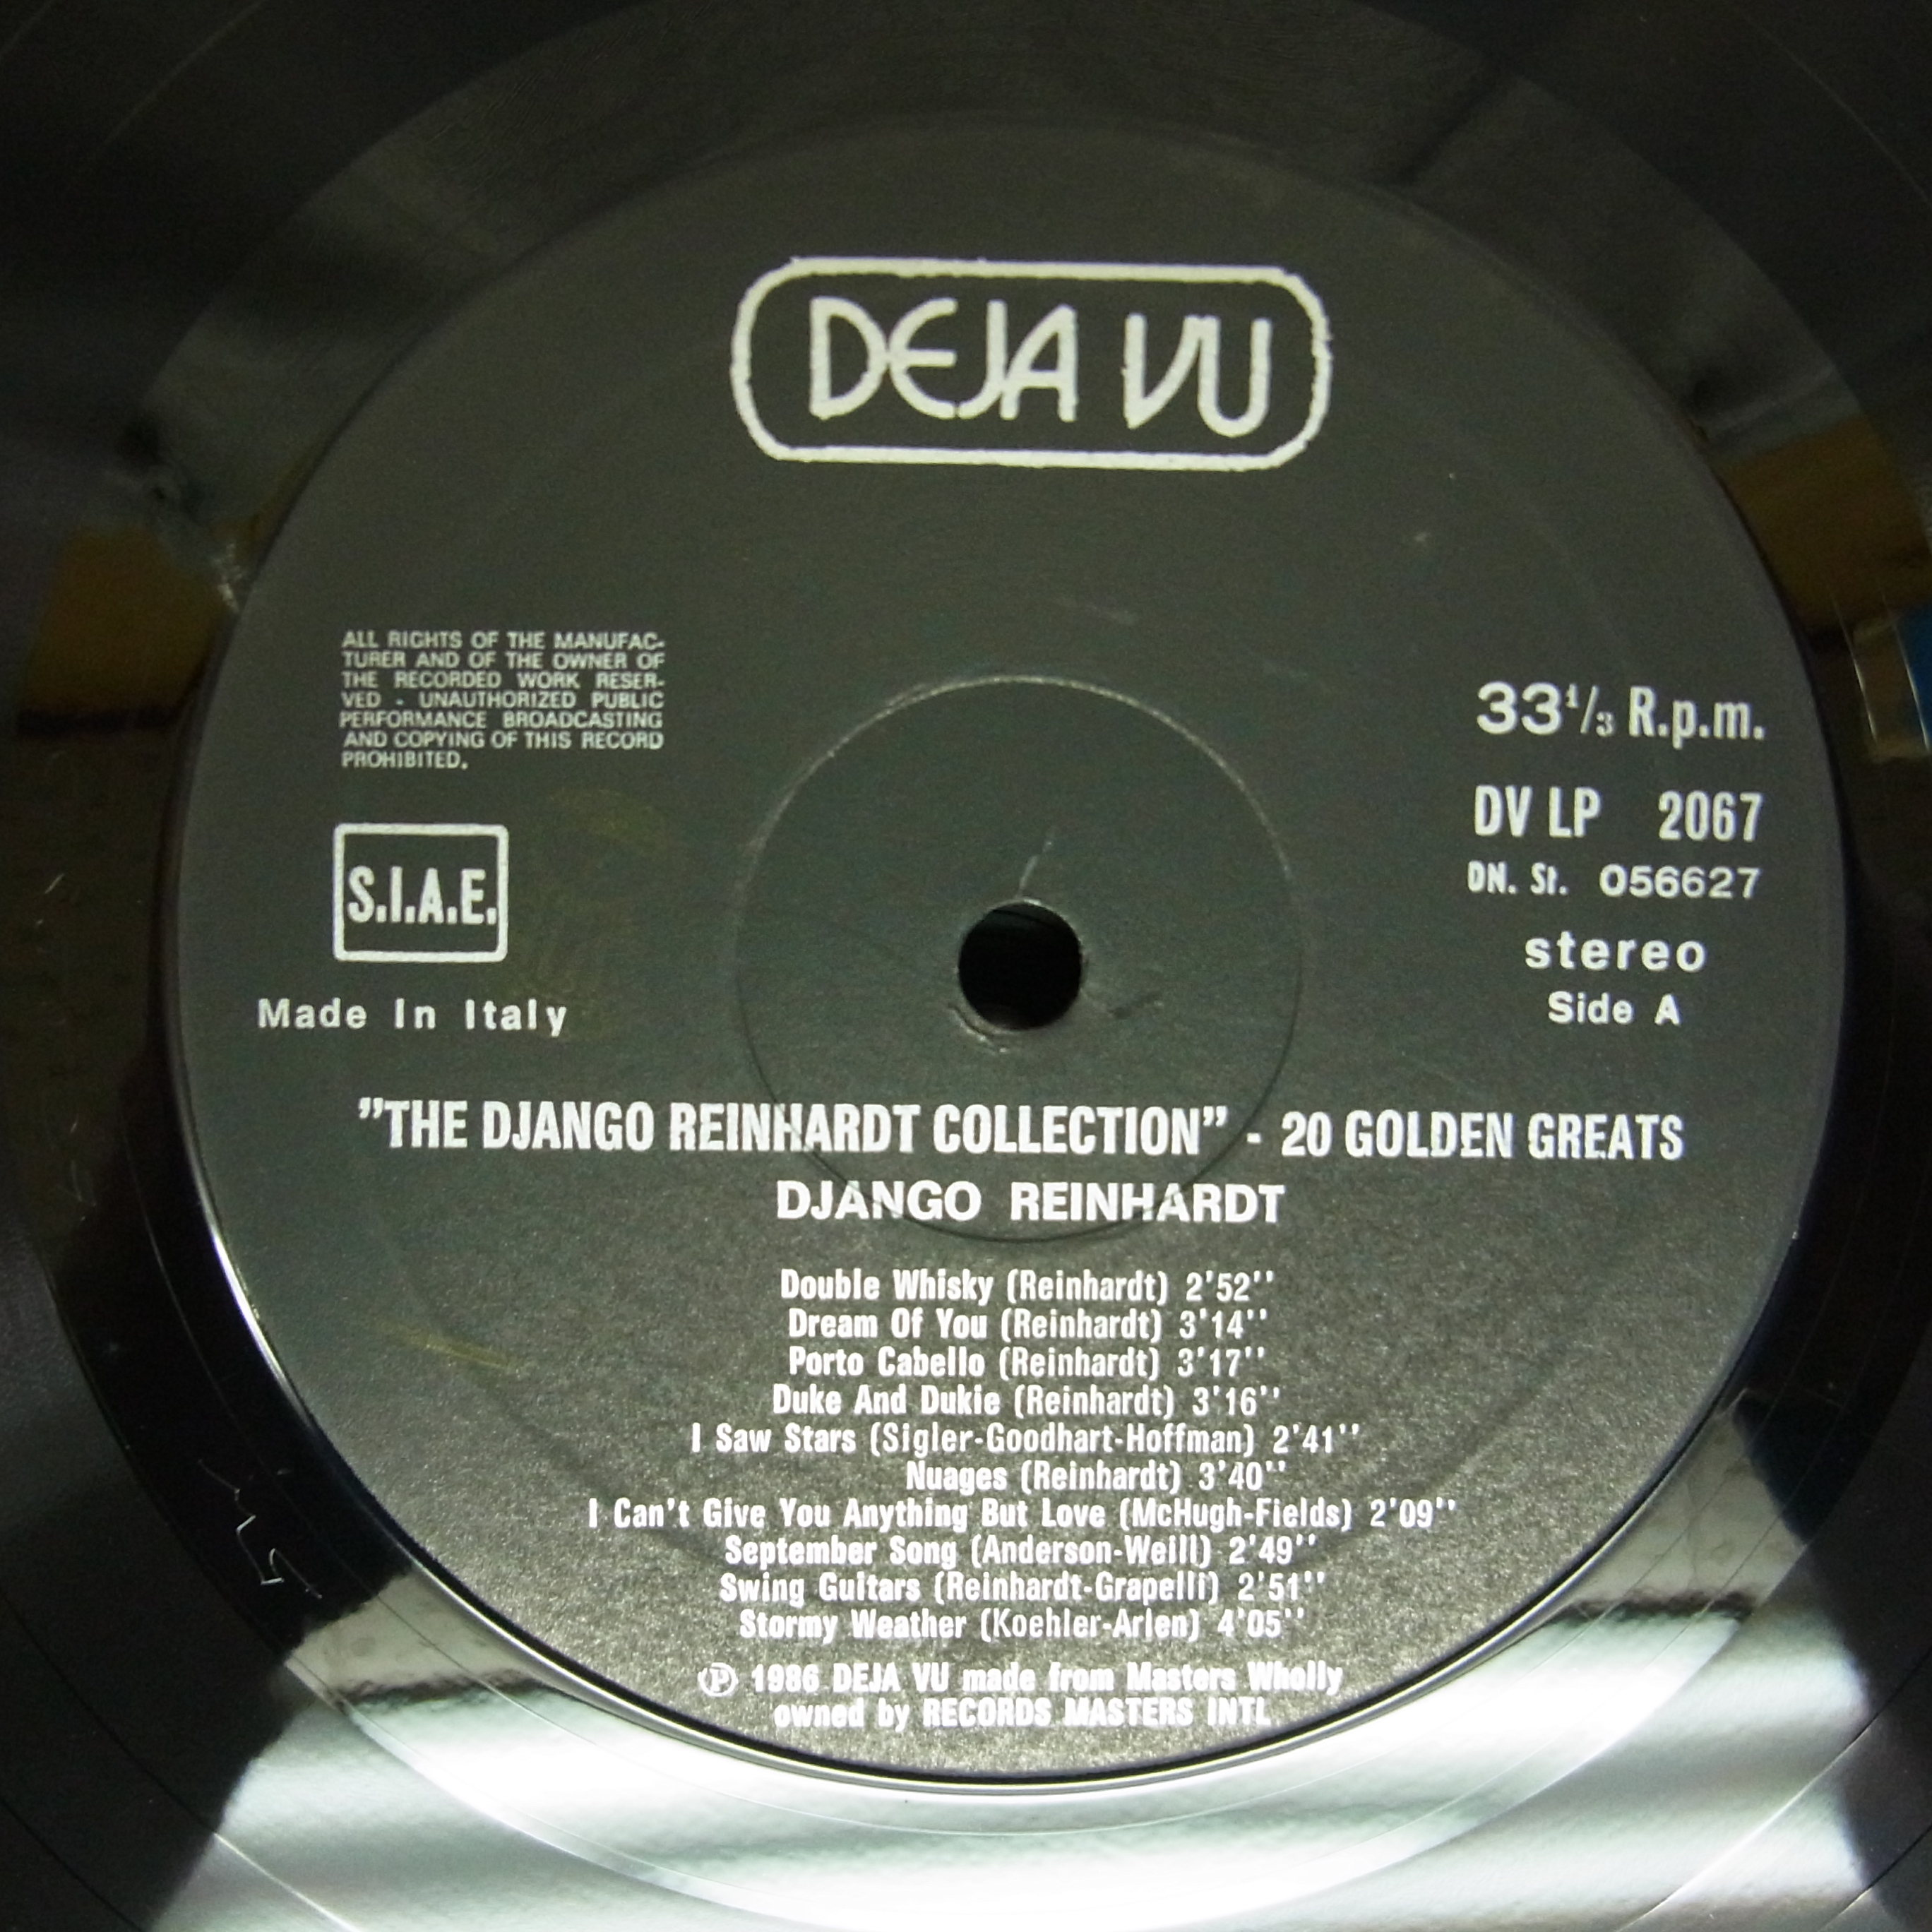 DEJA VU
ALL RIGHTS OF THE MANUFAC-
TURER AND OF THE OWNER OF
THE RECORDED WORK RESER-
VED - UNAUTHORIZED PUBLIC
PERFORMANCE BROADCASTING
AND COPYING OF THIS RECORD
PROHIBITED.
S.I.A.E.
Made In Italy
33 1/3 R.p.m.
DV LP 2067
DN. St. 056627
stereo
Side A
"THE DJANGO REINHARDT COLLECTION" - 20 GOLDEN GREATS
DJANGO REINHARDT
Double Whisky (Reinhardt) 2'52''
Dream Of You (Reinhardt) 3'14''
Porto Cabello (Reinhardt) 3'17''
Duke And Dukie (Reinhardt) 3'16''
I Saw Stars (Sigler-Goodhart-Hoffman) 2'41''
Nuages (Reinhardt) 3'40''
I Can't Give You Anything But Love (McHugh-Fields) 2'09''
September Song (Anderson-Weill) 2'49''
Swing Guitars (Reinhardt-Grapelli) 2'51''
Stormy Weather (Koehler-Arlen) 4'05''
℗ 1986 DEJA VU made from Masters Wholly
owned by RECORDS MASTERS INTL.